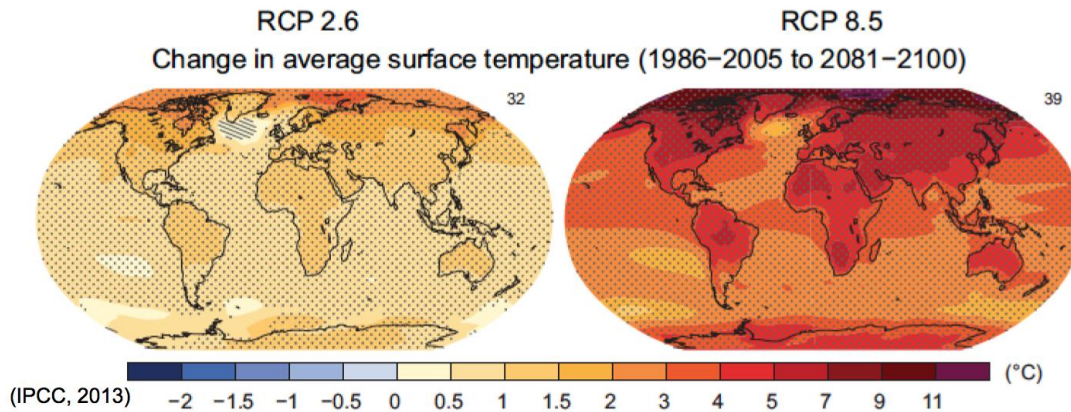 RCP 2.6 RCP 8.5
Change in average surface temperature (1986−2005 to 2081−2100)
32 39
(°C)
(IPCC, 2013) −2 −1.5 −1 −0.5 0 0.5 1 1.5 2 3 4 5 7 9 11